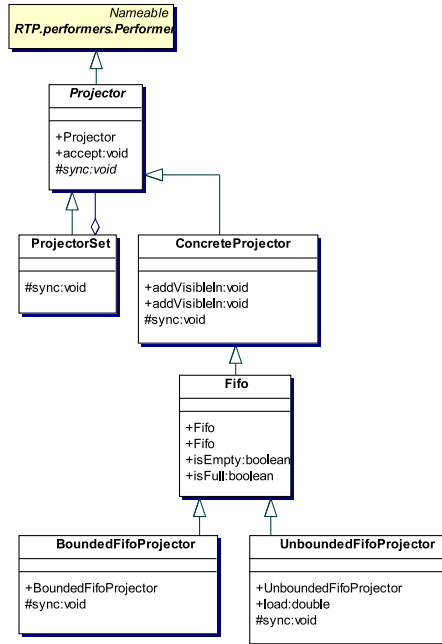 Nameable
RTP.performers.Performer
Projector
+Projector
+accept:void
#sync:void
ProjectorSet
#sync:void
ConcreteProjector
+addVisibleIn:void
+addVisibleIn:void
#sync:void
Fifo
+Fifo
+Fifo
+isEmpty:boolean
+isFull:boolean
BoundedFifoProjector
+BoundedFifoProjector
#sync:void
UnboundedFifoProjector
+UnboundedFifoProjector
+load:double
#sync:void